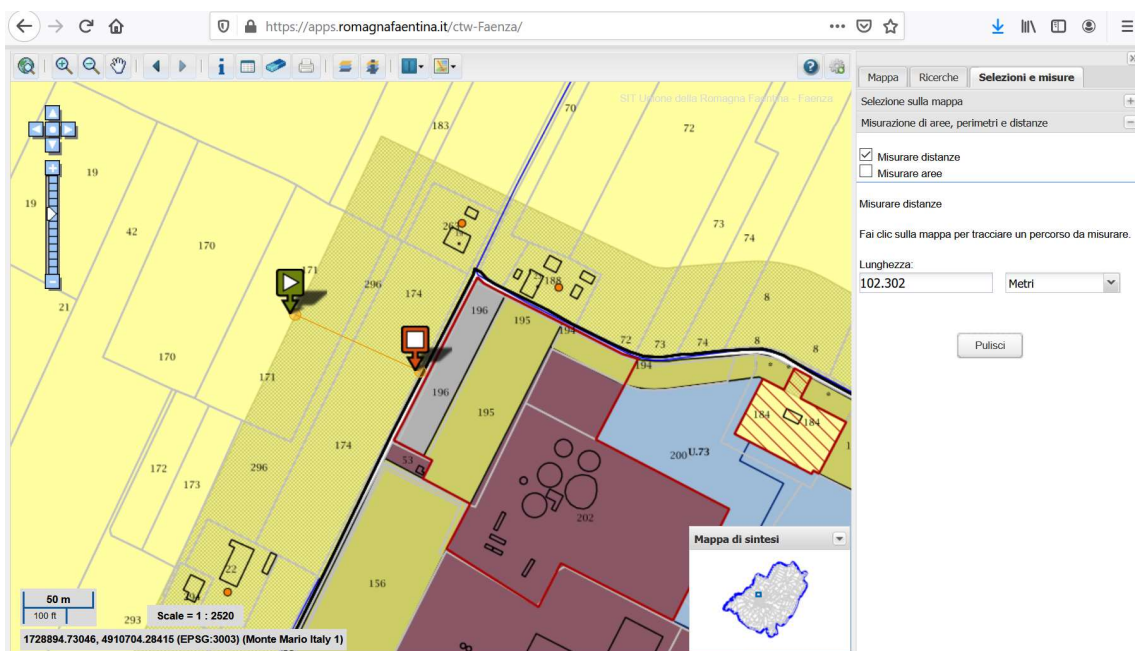 https://apps.romagnafaentina.it/ctw-Faenza/
SIT Unione della Romagna Faentina - Faenza
Mappa Ricerche Selezioni e misure
Selezione sulla mappa
Misurazione di aree, perimetri e distanze
Misurare distanze
Misurare aree
Misurare distanze
Fai clic sulla mappa per tracciare un percorso da misurare.
Lunghezza:
102.302 Metri
Pulisci
70
183
72
19
19
73
42
74
170
171
296
188
174
8
21
196
195
194
72 73 74 8 8
170
194
171
196
195
184 184
174
200 U.73
53
172
296
173
202
22
156
293
Mappa di sintesi
50 m
100 ft
Scale = 1 : 2520
1728894.73046, 4910704.28415 (EPSG:3003) (Monte Mario Italy 1)